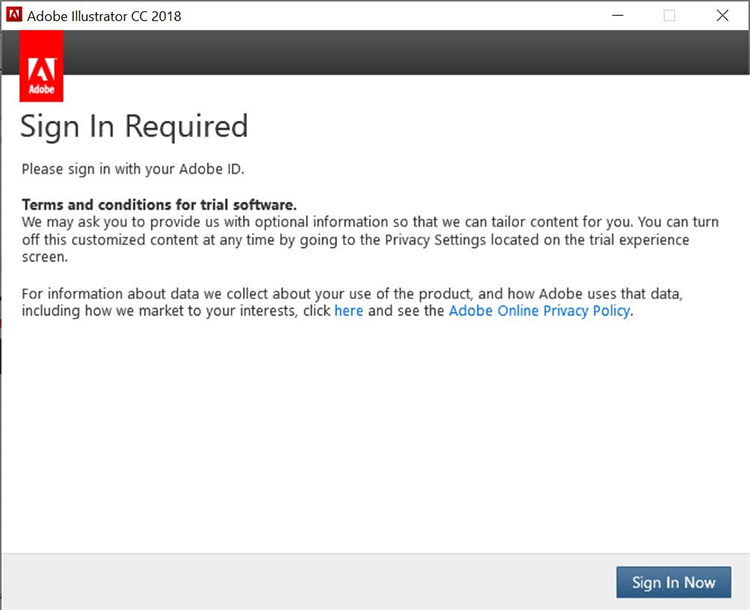 Adobe Illustrator CC 2018
Adobe
Sign In Required
Please sign in with your Adobe ID.
Terms and conditions for trial software.
We may ask you to provide us with optional information so that we can tailor content for you. You can turn
off this customized content at any time by going to the Privacy Settings located on the trial experience
screen.
For information about data we collect about your use of the product, and how Adobe uses that data,
including how we market to your interests, click here and see the Adobe Online Privacy Policy.
Sign In Now